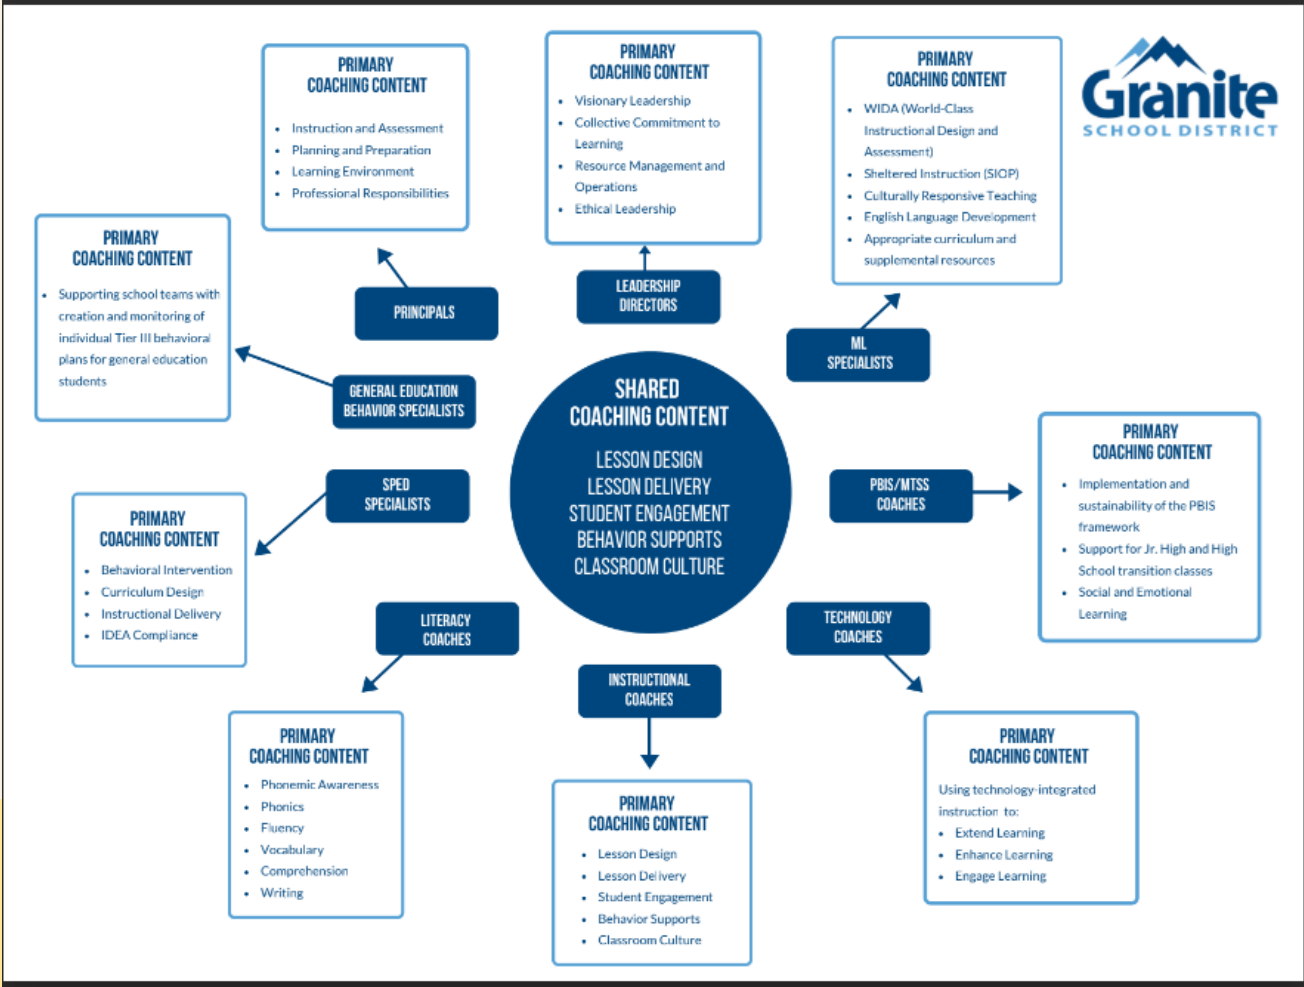 PRIMARY
COACHING CONTENT
• Instruction and Assessment
• Planning and Preparation
• Learning Environment
• Professional Responsibilities
PRIMARY
COACHING CONTENT
• Visionary Leadership
• Collective Commitment to
Learning
• Resource Management and
Operations
• Ethical Leadership
PRIMARY
COACHING CONTENT
• WIDA (World-Class
Instructional Design and
Assessment)
• Sheltered Instruction (SIOP)
• Culturally Responsive Teaching
• English Language Development
• Appropriate curriculum and
supplemental resources
Granite
SCHOOL DISTRICT
PRIMARY
COACHING CONTENT
• Supporting school teams with
creation and monitoring of
individual Tier III behavioral
plans for general education
students
PRINCIPALS
LEADERSHIP
DIRECTORS
ML
SPECIALISTS
GENERAL EDUCATION
BEHAVIOR SPECIALISTS
SHARED
COACHING CONTENT
LESSON DESIGN
LESSON DELIVERY
STUDENT ENGAGEMENT
BEHAVIOR SUPPORTS
CLASSROOM CULTURE
SPED
SPECIALISTS
PBIS/MTSS
COACHES
PRIMARY
COACHING CONTENT
• Implementation and
sustainability of the PBIS
framework
• Support for Jr. High and High
School transition classes
• Social and Emotional
Learning
PRIMARY
COACHING CONTENT
• Behavioral Intervention
• Curriculum Design
• Instructional Delivery
• IDEA Compliance
LITERACY
COACHES
INSTRUCTIONAL
COACHES
TECHNOLOGY
COACHES
PRIMARY
COACHING CONTENT
• Phonemic Awareness
• Phonics
• Fluency
• Vocabulary
• Comprehension
• Writing
PRIMARY
COACHING CONTENT
• Lesson Design
• Lesson Delivery
• Student Engagement
• Behavior Supports
• Classroom Culture
PRIMARY
COACHING CONTENT
Using technology-integrated
instruction to:
• Extend Learning
• Enhance Learning
• Engage Learning